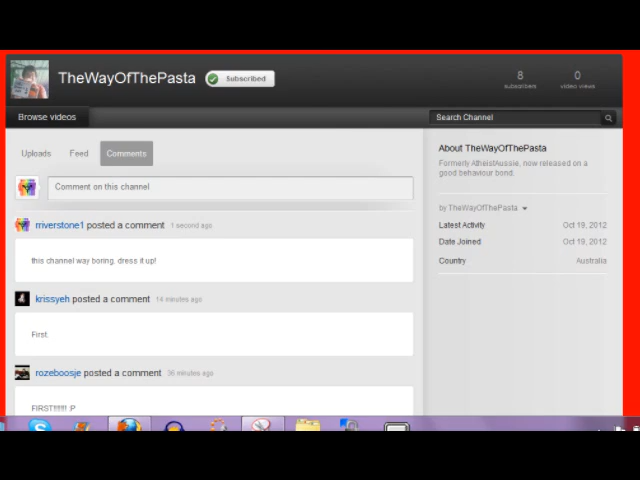 TheWayOfThePasta
Subscribed
8
subscribers
0
video views
Browse videos
Search Channel
Uploads
Feed
Comments
Comment on this channel
rriverstone1 posted a comment 1 second ago
this channel way boring. dress it up!
krissyeh posted a comment 14 minutes ago
First.
rozeboosje posted a comment 36 minutes ago
FIRST!!!!!!! :P
About TheWayOfThePasta
Formerly AtheistAussie, now released on a
good behaviour bond.
by TheWayOfThePasta
Latest Activity Oct 19, 2012
Date Joined Oct 19, 2012
Country Australia